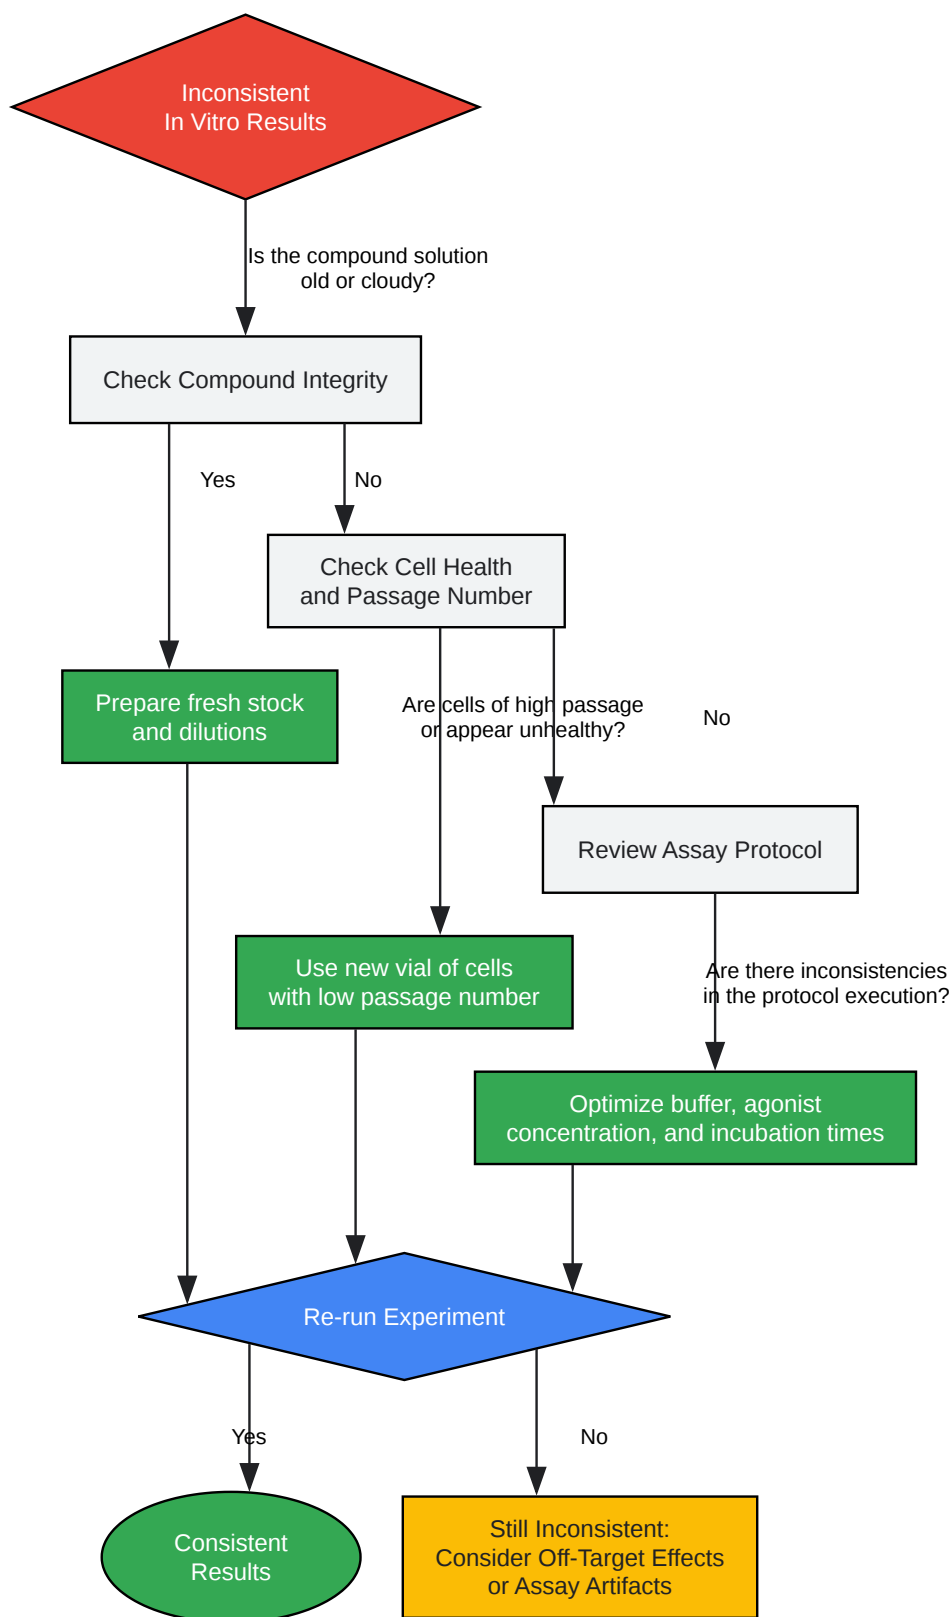 Inconsistent
In Vitro Results
Is the compound solution
old or cloudy?
Check Compound Integrity
Yes
No
Check Cell Health
and Passage Number
Prepare fresh stock
and dilutions
Are cells of high passage
or appear unhealthy?
No
Review Assay Protocol
Use new vial of cells
with low passage number
Are there inconsistencies
in the protocol execution?
Optimize buffer, agonist
concentration, and incubation times
Re-run Experiment
Yes
No
Consistent
Results
Still Inconsistent:
Consider Off-Target Effects
or Assay Artifacts